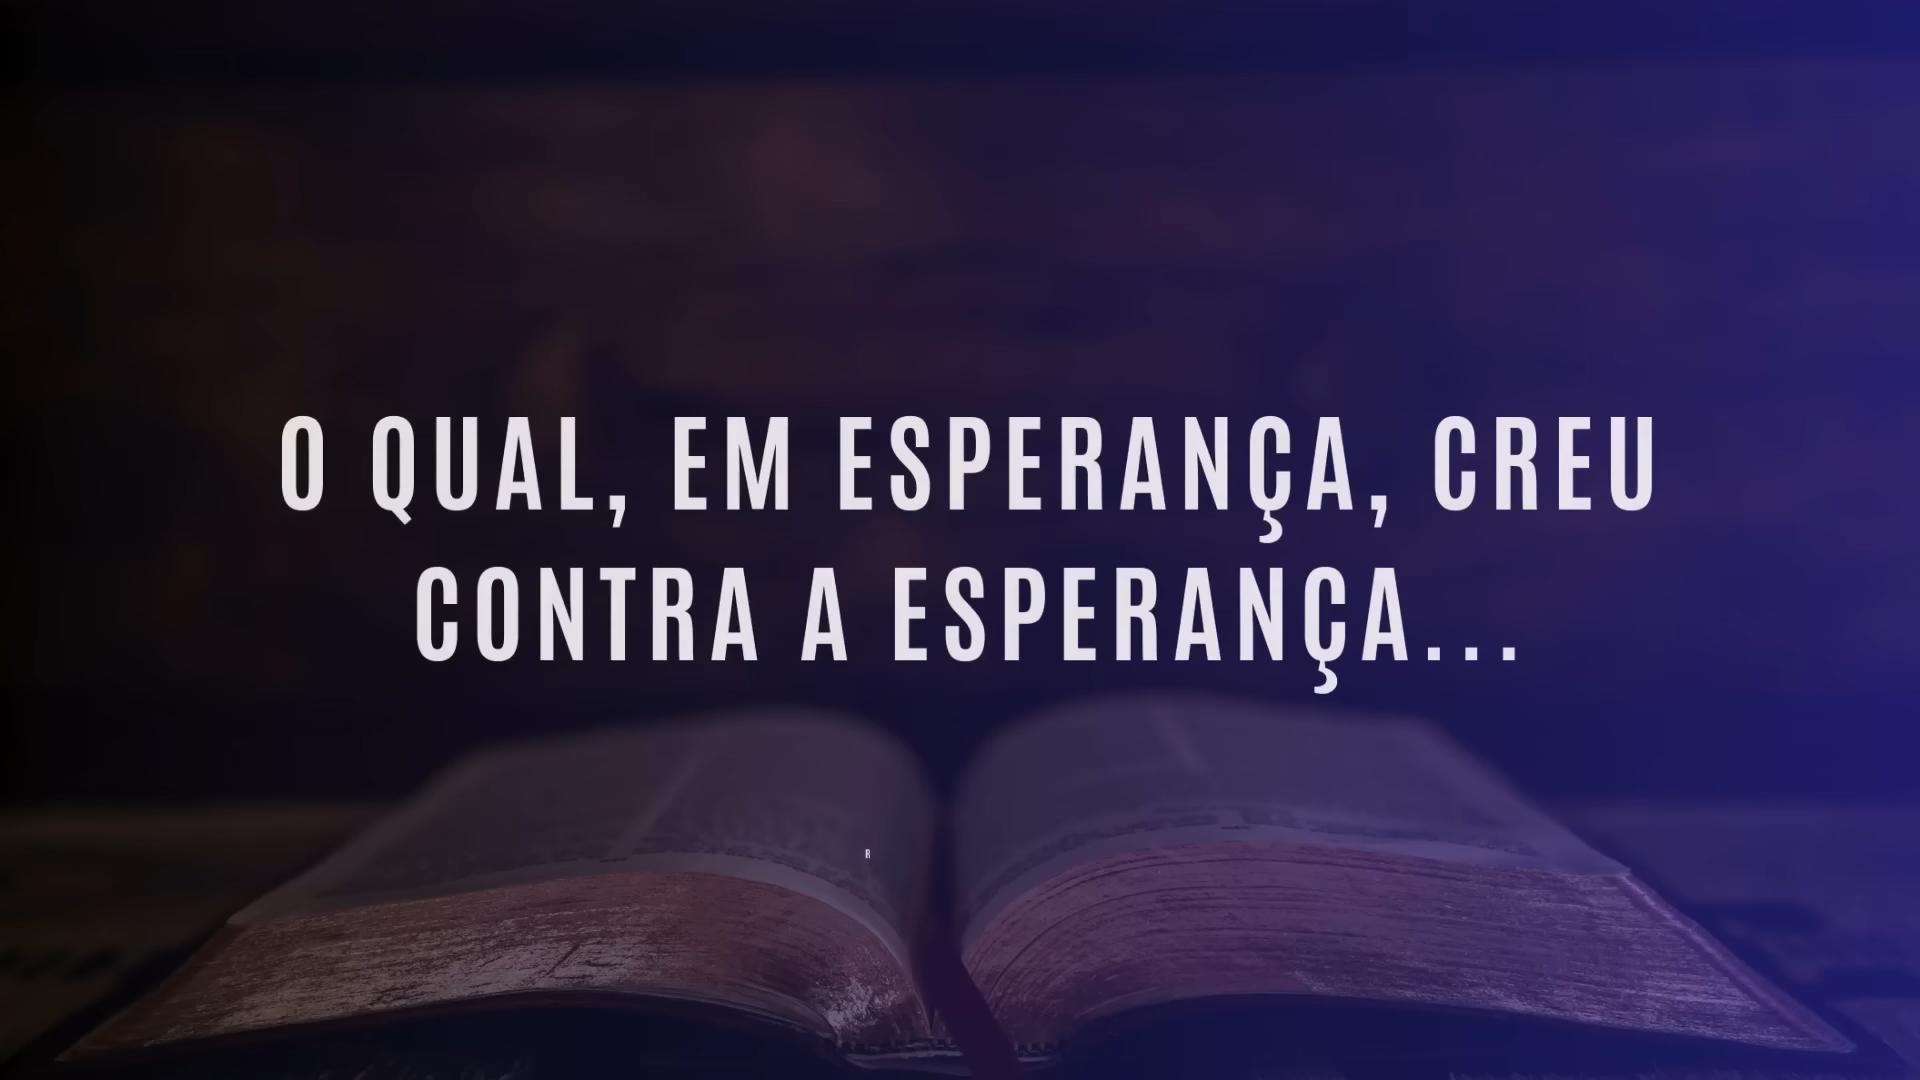 O QUAL, EM ESPERANÇA, CREU
CONTRA A ESPERANÇA...
R